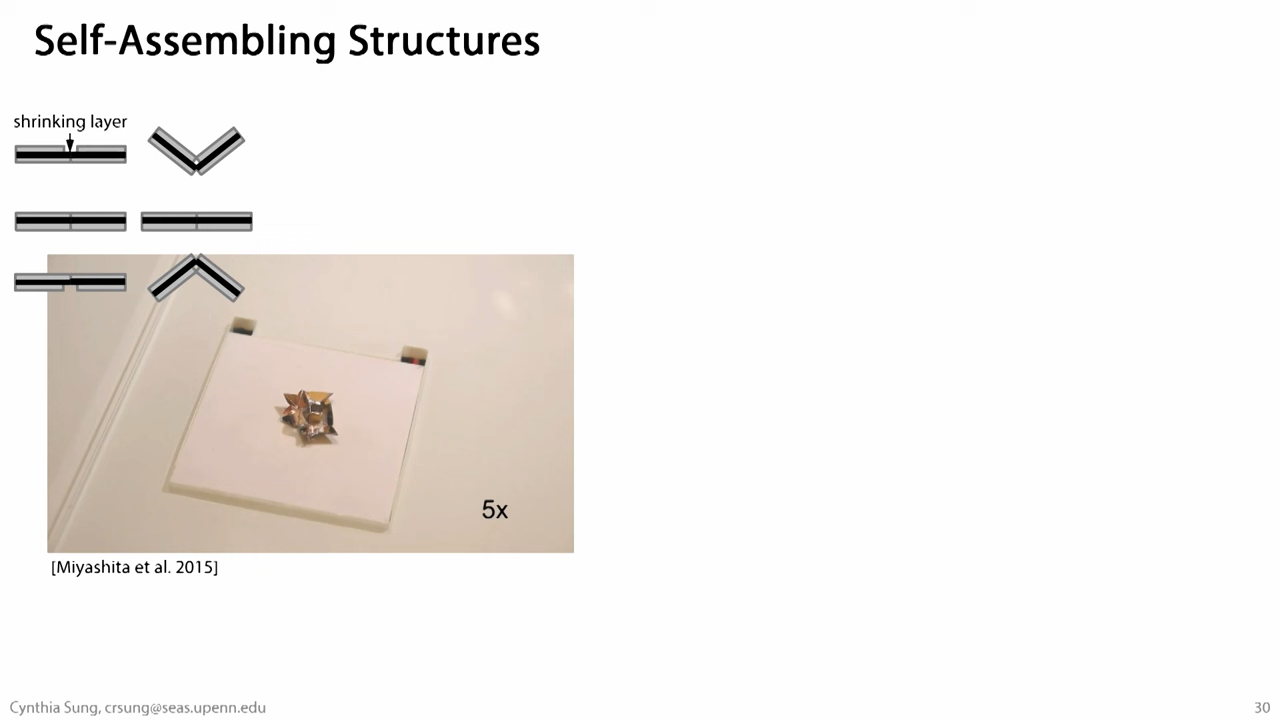 Self-Assembling Structures
shrinking layer
5x
[Miyashita et al. 2015]
Cynthia Sung, crsung@seas.upenn.edu
30